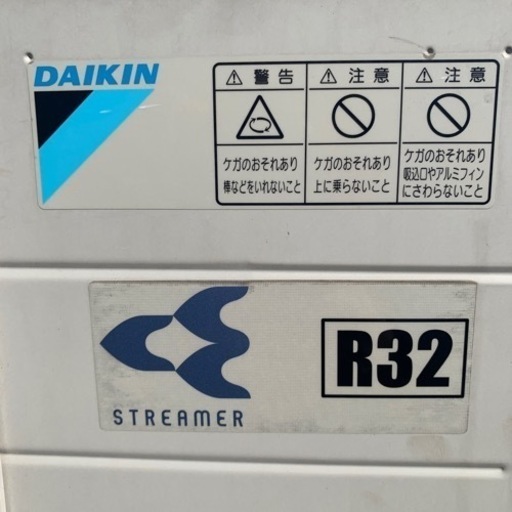 DAIKIN
警告
ケガのおそれあり
棒などをいれないこと
注意
ケガのおそれあり
上に乗らないこと
注意
ケガのおそれあり
吸込口やアルミフィン
にさわらないこと
STREAMER
R32